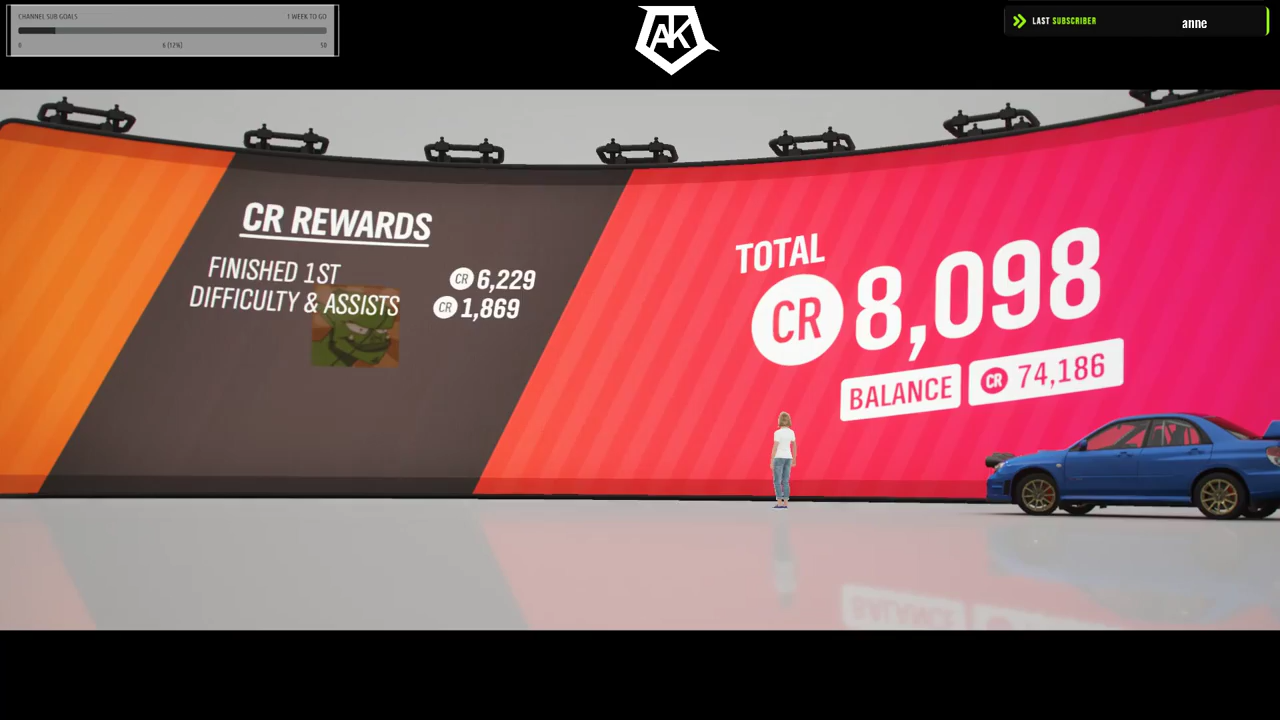 CHANNEL SUB GOALS
1 WEEK TO GO
0
6 (12%)
50
ATK
LAST SUBSCRIBER
anne
CR REWARDS
FINISHED 1ST CR 6,229
DIFFICULTY & ASSISTS CR 1,869
TOTAL
CR 8,098
BALANCE CR 74,186